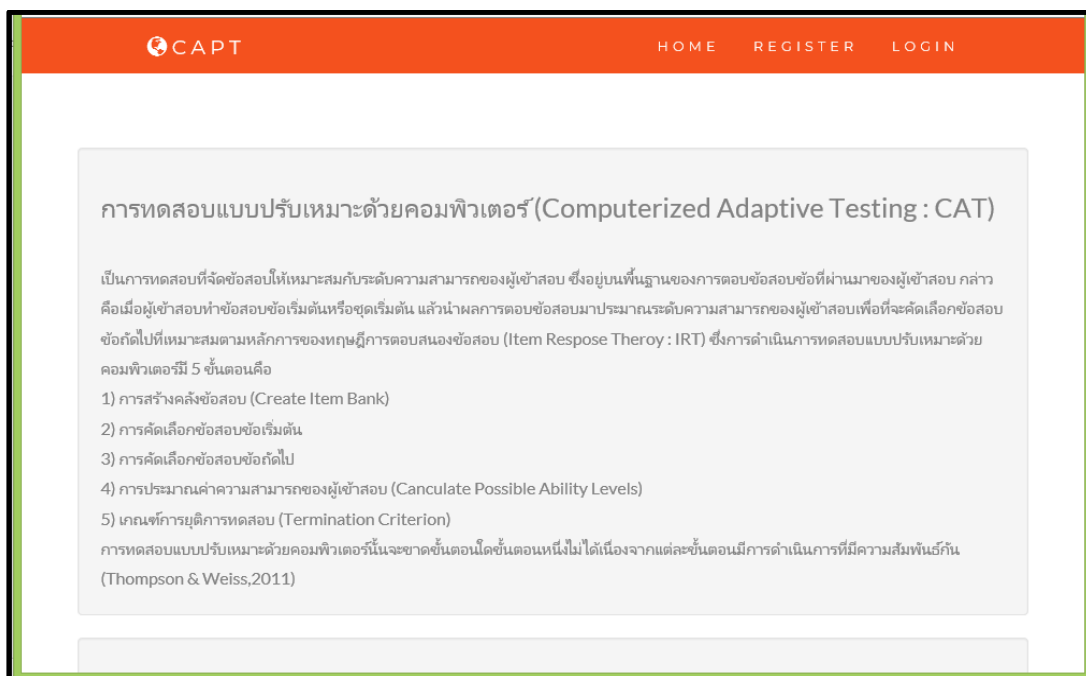 CAPT HOME REGISTER LOGIN
การทดสอบแบบปรับเหมาะด้วยคอมพิวเตอร์ (Computerized Adaptive Testing : CAT)
เป็นการทดสอบที่จัดข้อสอบให้เหมาะสมกับระดับความสามารถของผู้เข้าสอบ ซึ่งอยู่บนพื้นฐานของการตอบข้อสอบข้อที่ผ่านมาของผู้เข้าสอบ กล่าว
คือเมื่อผู้เข้าสอบทำข้อสอบข้อเริ่มต้นหรือชุดเริ่มต้น แล้วนำผลการตอบข้อสอบมาประมาณระดับความสามารถของผู้เข้าสอบเพื่อที่จะคัดเลือกข้อสอบ
ข้อถัดไปที่เหมาะสมตามหลักการของทฤษฎีการตอบสนองข้อสอบ (Item Respose Theroy : IRT) ซึ่งการดำเนินการทดสอบแบบปรับเหมาะด้วย
คอมพิวเตอร์มี 5 ขั้นตอนคือ
1) การสร้างคลังข้อสอบ (Create Item Bank)
2) การคัดเลือกข้อสอบข้อเริ่มต้น
3) การคัดเลือกข้อสอบข้อถัดไป
4) การประมาณค่าความสามารถของผู้เข้าสอบ (Canculate Possible Ability Levels)
5) เกณฑ์การยุติการทดสอบ (Termination Criterion)
การทดสอบแบบปรับเหมาะด้วยคอมพิวเตอร์นั้นจะขาดขั้นตอนใดขั้นตอนหนึ่งไม่ได้เนื่องจากแต่ละขั้นตอนมีการดำเนินการที่มีความสัมพันธ์กัน
(Thompson & Weiss,2011)